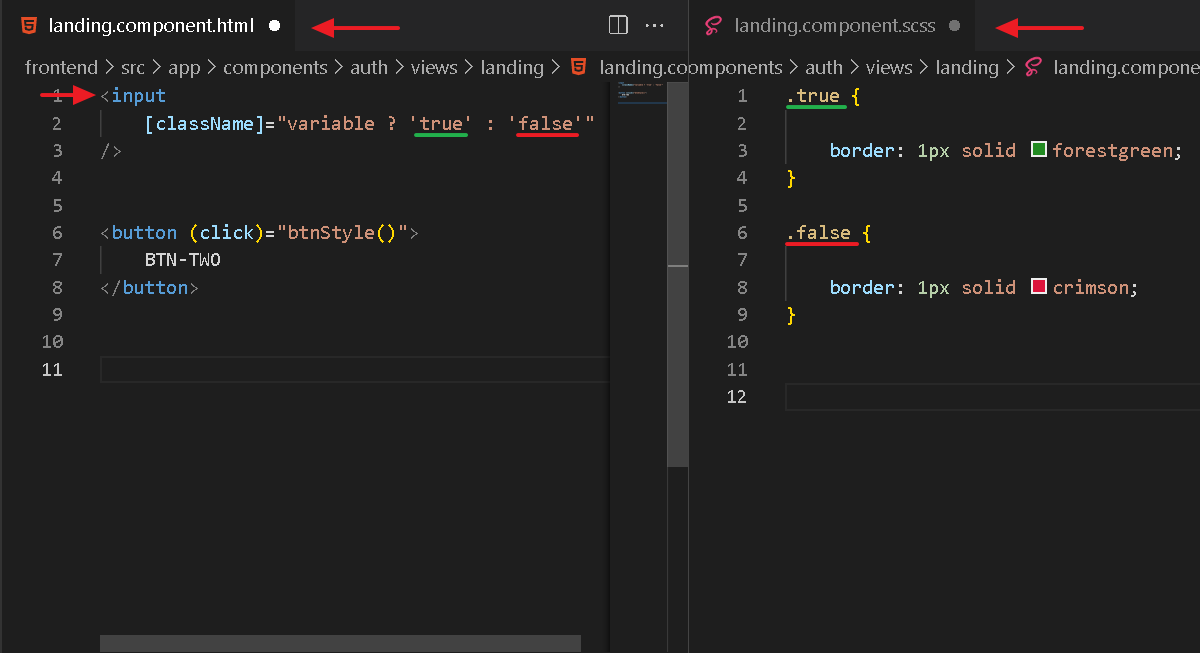 landing.component.html
frontend > src > app > components > auth > views > landing > landing.co
1 <input
2 [className]="variable ? 'true' : 'false'"
3 />
4
5
6 <button (click)="btnStyle()">
7 BTN-TWO
8 </button>
9
10
11
landing.component.scss
omponents > auth > views > landing > landing.compone
1 .true {
2
3 border: 1px solid forestgreen;
4 }
5
6 .false {
7
8 border: 1px solid crimson;
9 }
10
11
12